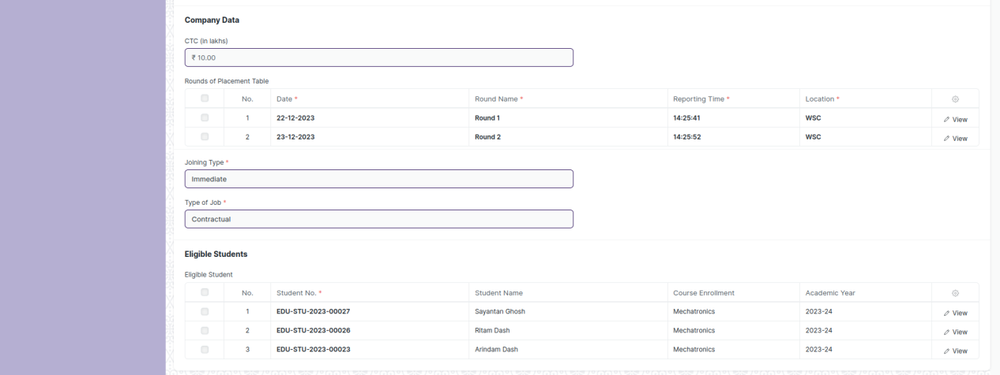 Company Data
CTC (in lakhs)
₹ 10.00
Rounds of Placement Table
No. Date * Round Name * Reporting Time * Location *
1 22-12-2023 Round 1 14:25:41 WSC View
2 23-12-2023 Round 2 14:25:52 WSC View
Joining Type *
Immediate
Type of Job *
Contractual
Eligible Students
Eligible Student
No. Student No. * Student Name Course Enrollment Academic Year
1 EDU-STU-2023-00027 Sayantan Ghosh Mechatronics 2023-24 View
2 EDU-STU-2023-00026 Ritam Dash Mechatronics 2023-24 View
3 EDU-STU-2023-00023 Arindam Dash Mechatronics 2023-24 View